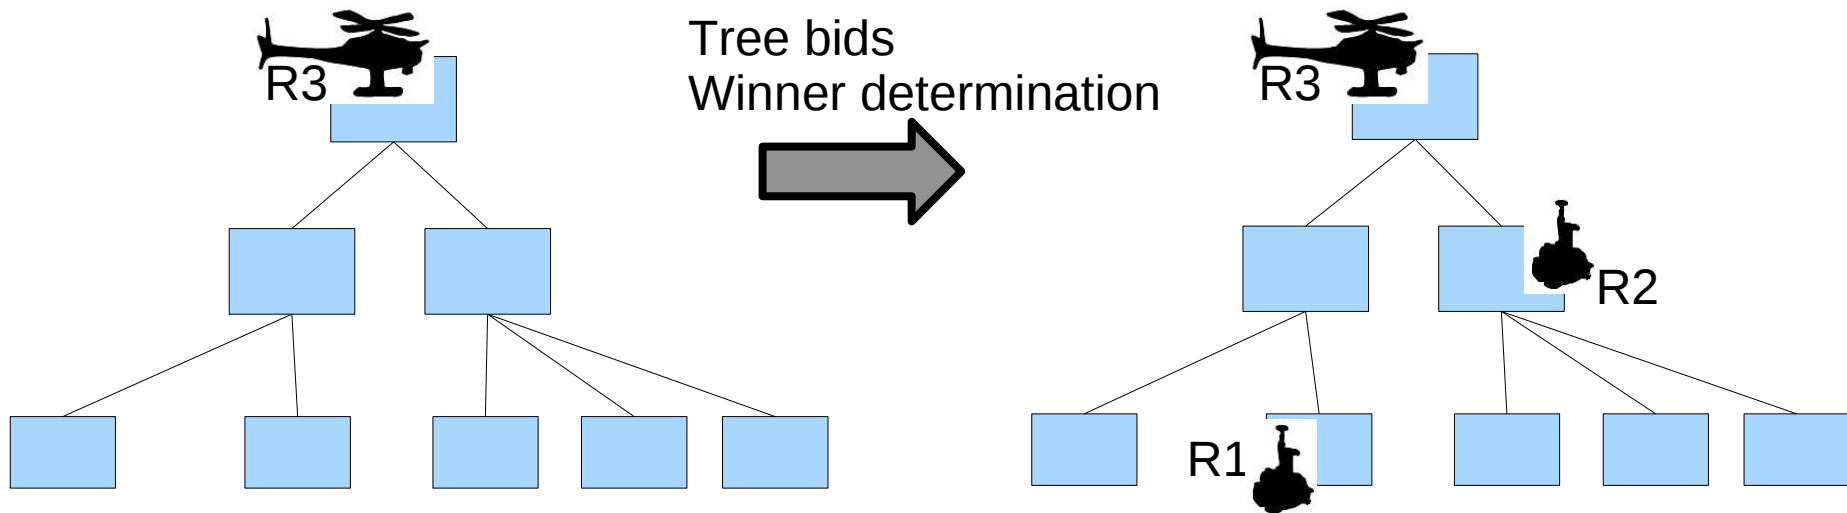 R3
Tree bids
Winner determination
R3
R2
R1